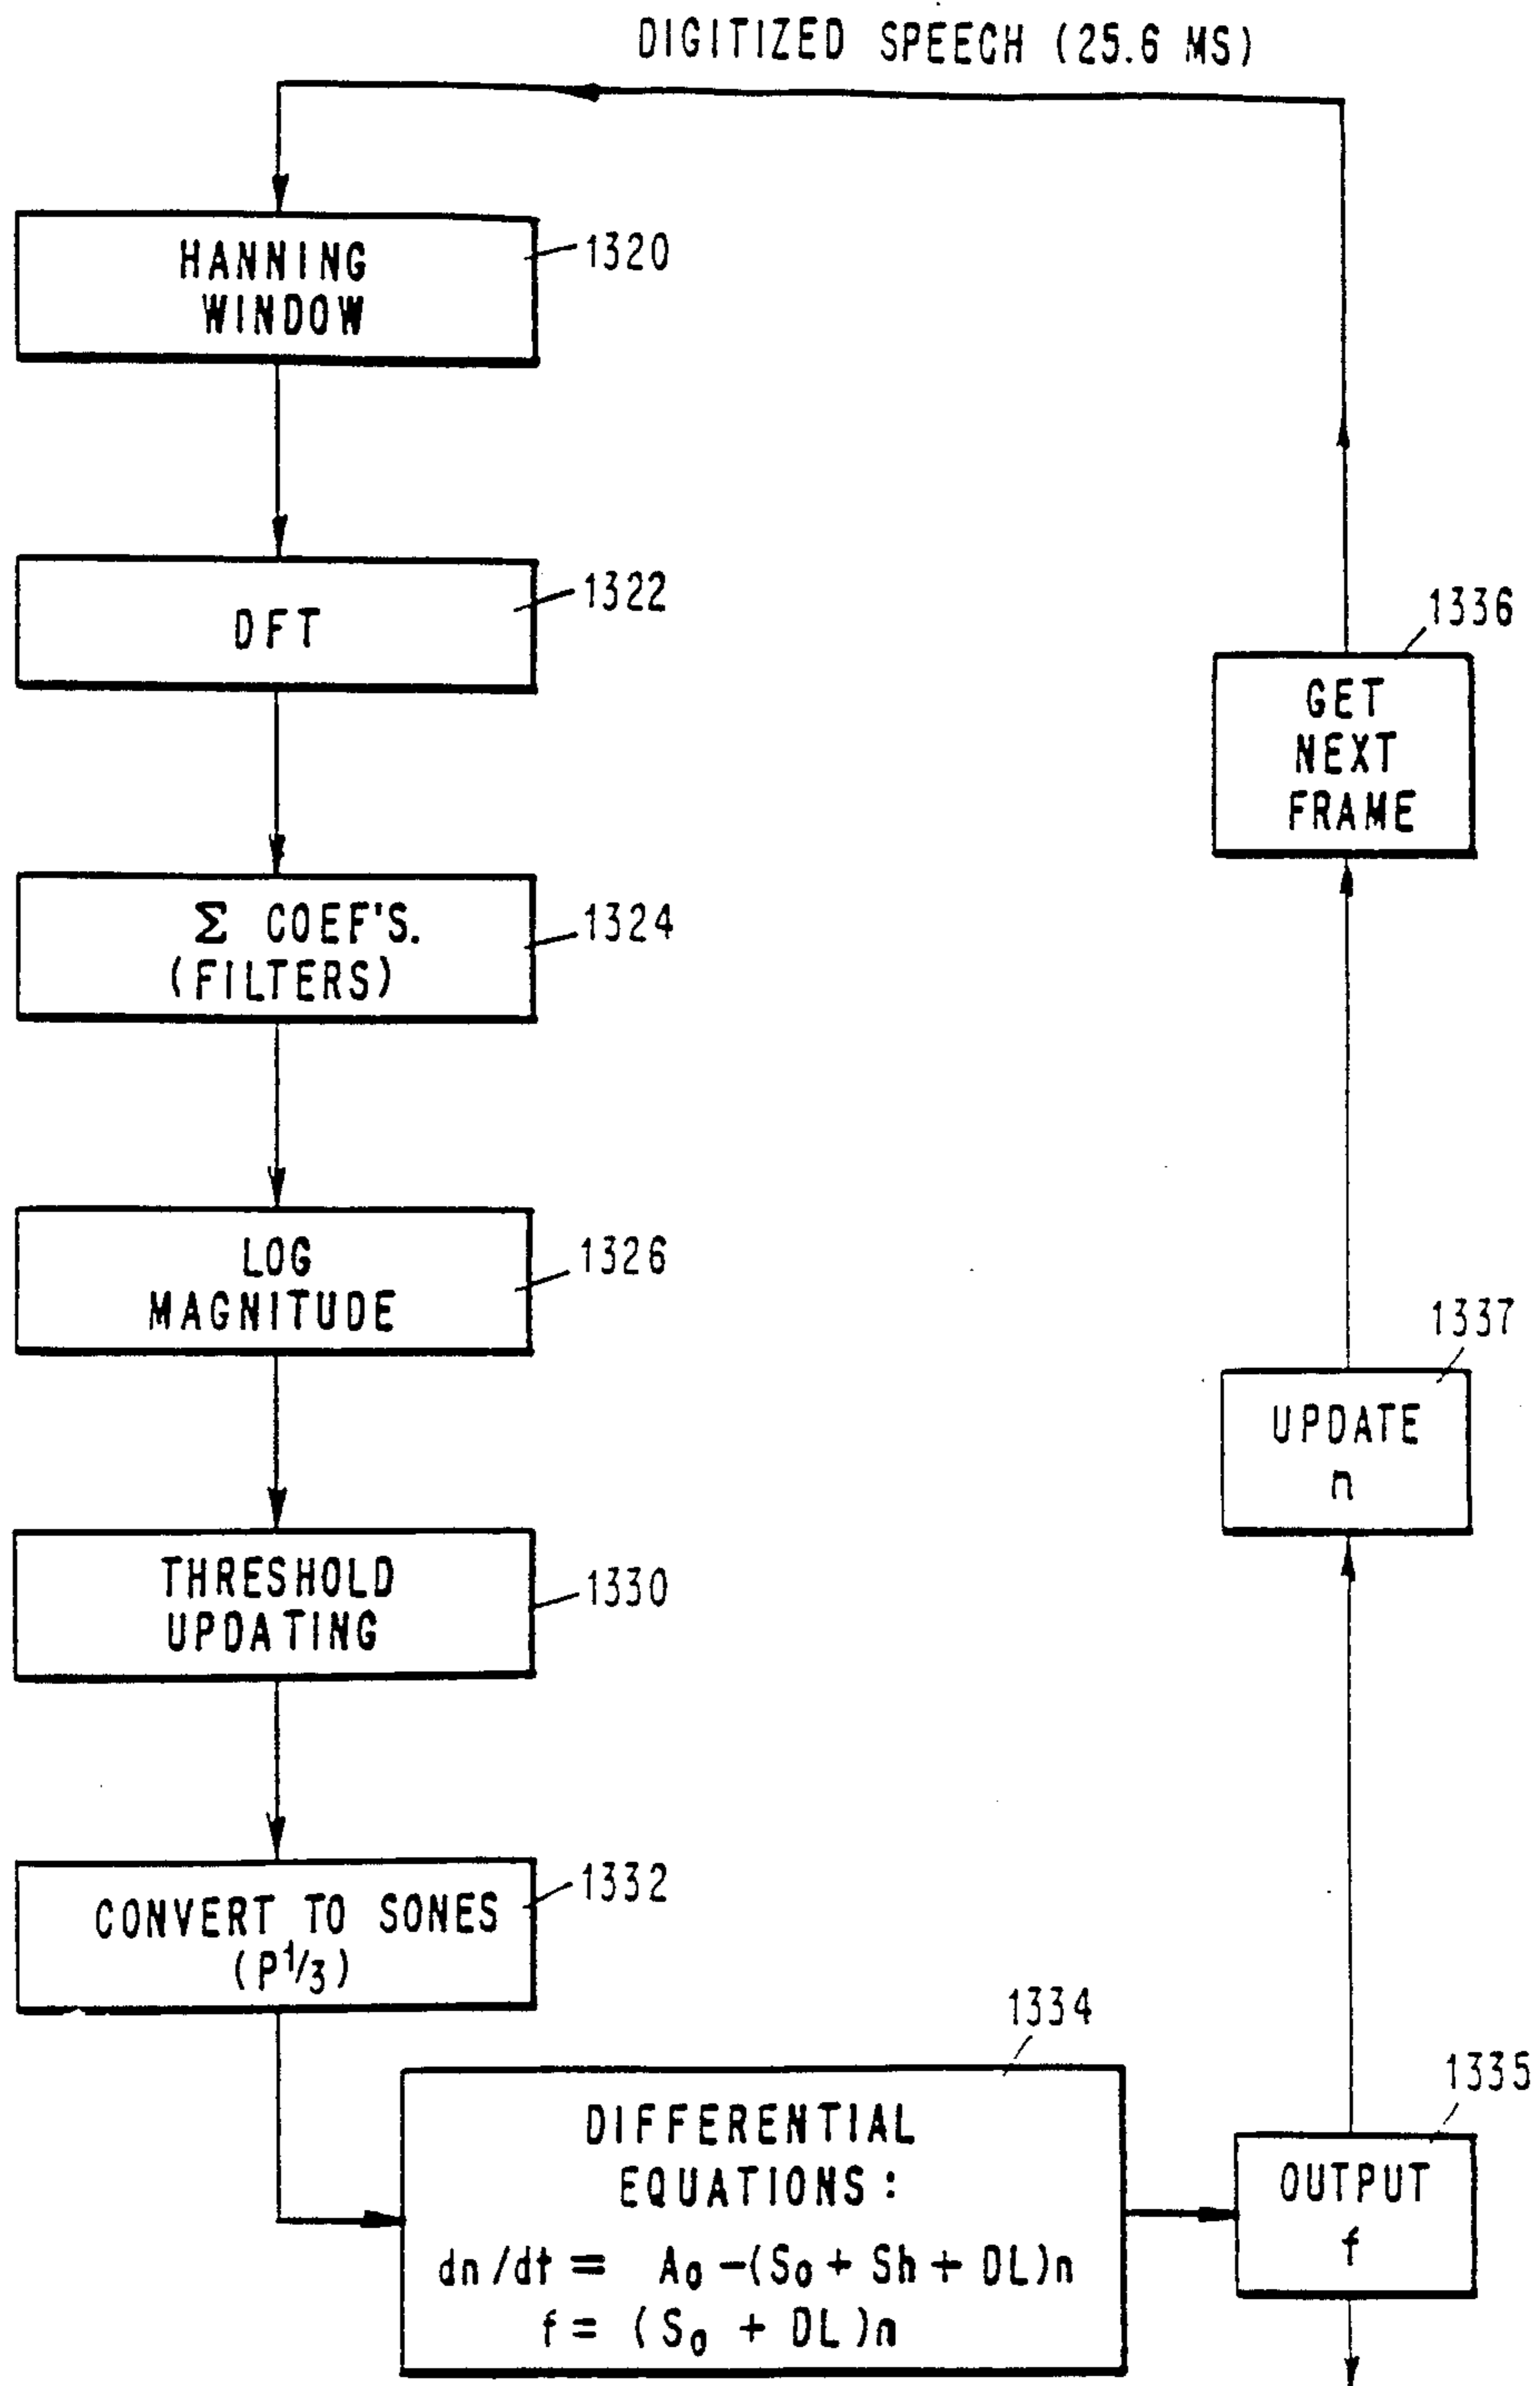 DIGITIZED SPEECH (25.6 MS)
HANNING
WINDOW
1320
DFT
1322
Σ COEF'S.
(FILTERS)
1324
LOG
MAGNITUDE
1326
THRESHOLD
UPDATING
1330
CONVERT TO SONES
(P1/3)
1332
DIFFERENTIAL
EQUATIONS:
dn/dt = A0 -(S0 + Sh + DL)n
f = (S0 + DL)n
1334
OUTPUT
f
1335
UPDATE
n
1337
GET
NEXT
FRAME
1336